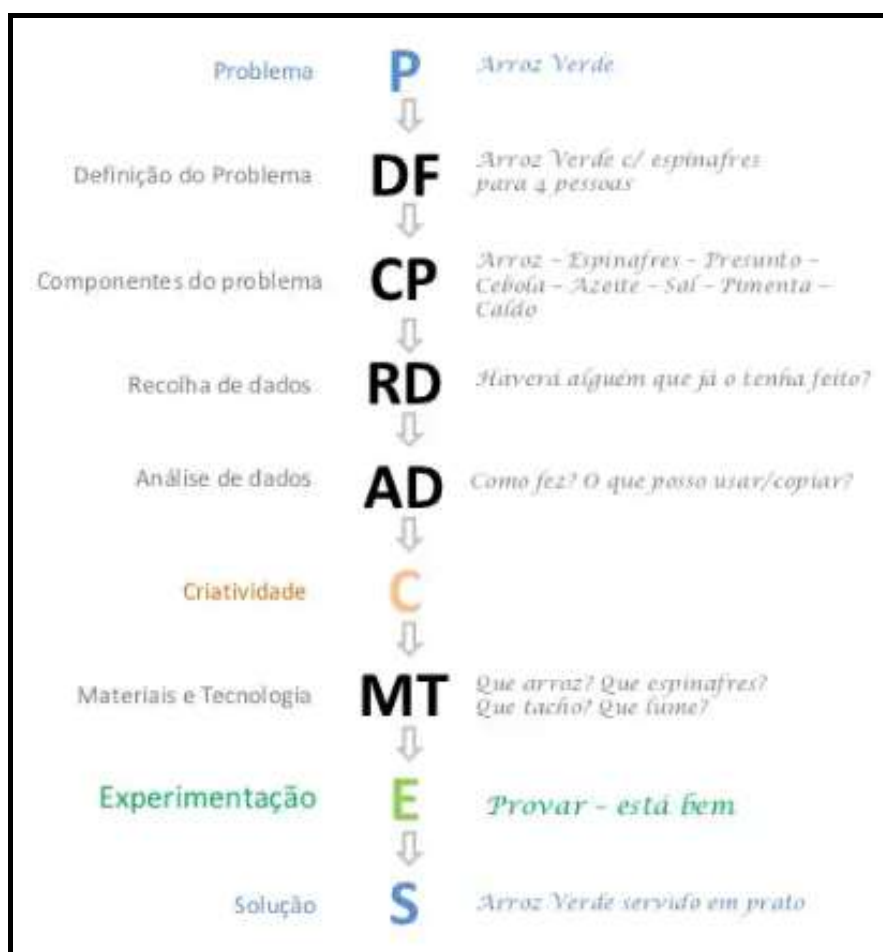 Problema P Arroz Verde
Definição do Problema DF Arroz Verde c/ espinafres
para 4 pessoas
Componentes do problema CP Arroz - Espinafres - Presunto -
Cebola - Azeite - Sal - Pimenta -
Caldo
Recolha de dados RD Haverá alguém que já o tenha feito?
Análise de dados AD Como fez? O que posso usar/copiar?
Criatividade C
Materiais e Tecnologia MT Que arroz? Que espinafres?
Que tacho? Que lume?
Experimentação E Provar - está bem
Solução S Arroz Verde servido em prato